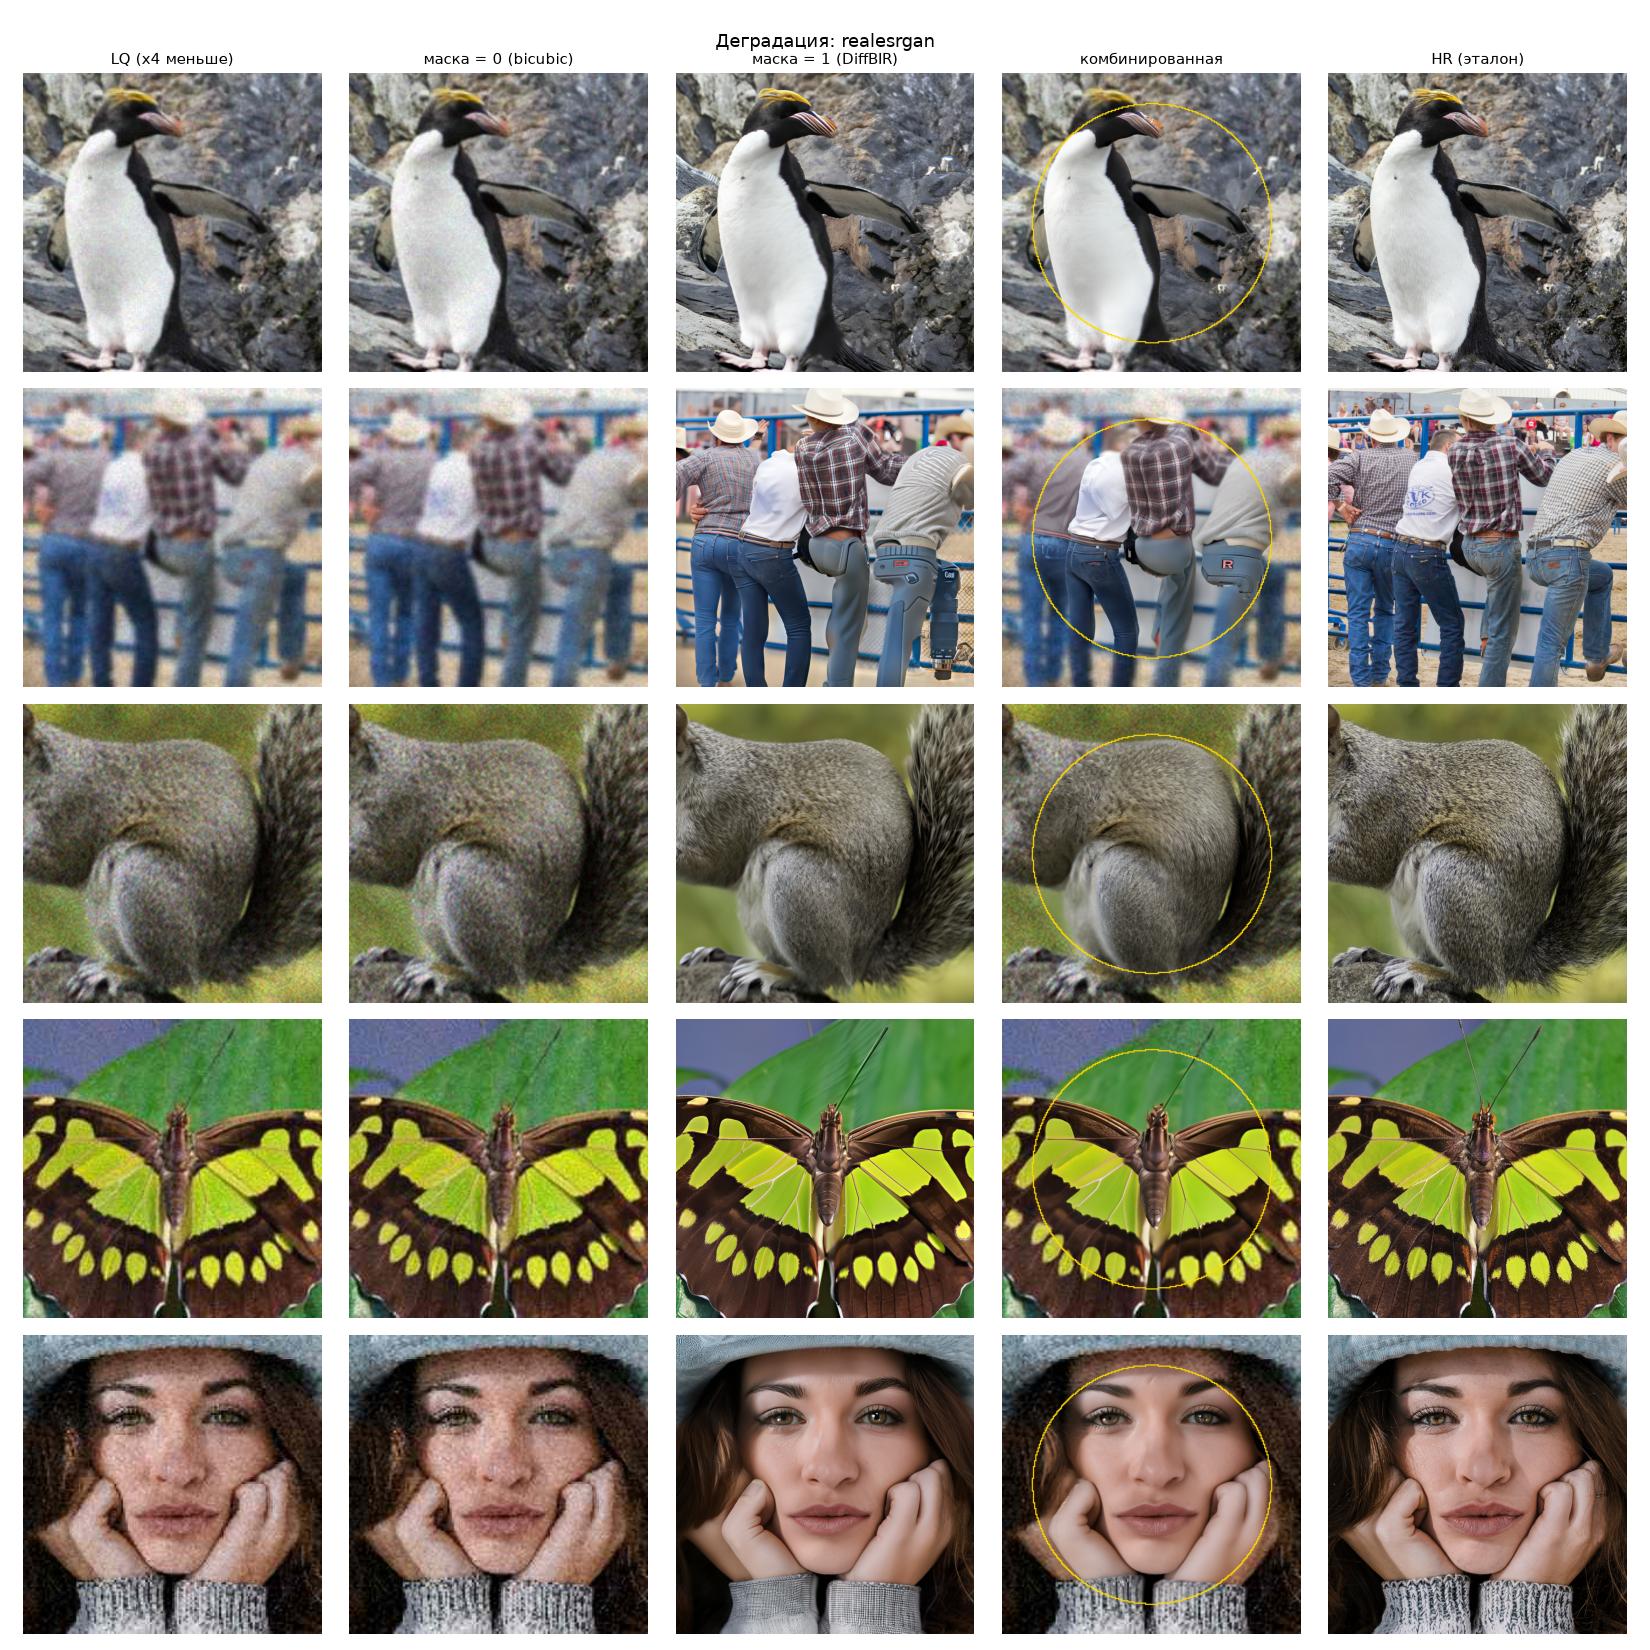 Деградация: realesrgan
LQ (x4 меньше)
маска = 0 (bicubic)
маска = 1 (DiffBIR)
комбинированная
HR (эталон)
R